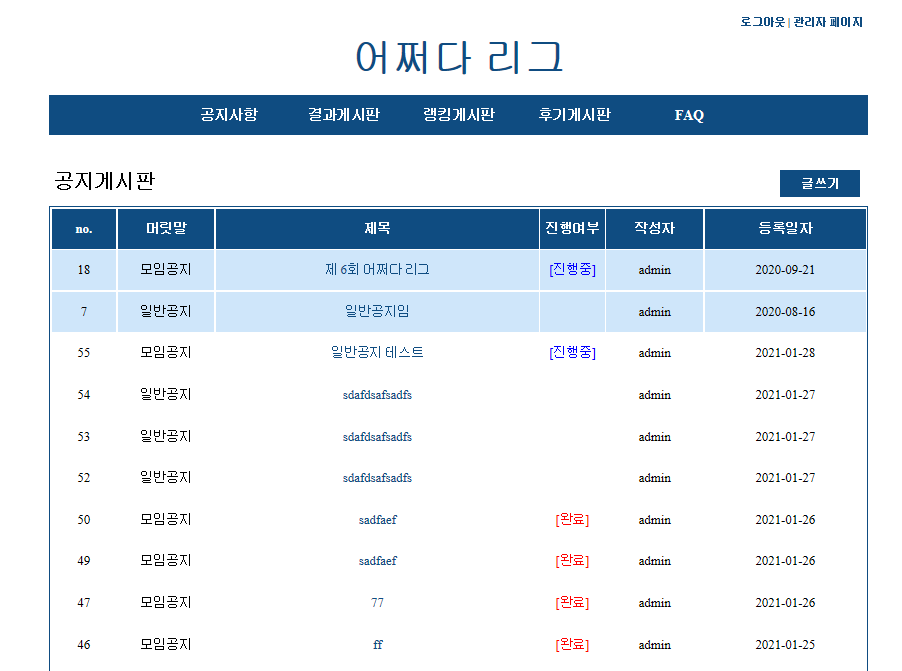 로그아웃 | 관리자 페이지
어쩌다 리그
공지사항 결과게시판 랭킹게시판 후기게시판 FAQ
공지게시판 글쓰기
no. 머릿말 제목 진행여부 작성자 등록일자
18 모임공지 제 6회 어쩌다 리그 [진행중] admin 2020-09-21
7 일반공지 일반공지임 admin 2020-08-16
55 모임공지 일반공지 테스트 [진행중] admin 2021-01-28
54 일반공지 sdafdsafsadfs admin 2021-01-27
53 일반공지 sdafdsafsadfs admin 2021-01-27
52 일반공지 sdafdsafsadfs admin 2021-01-27
50 모임공지 sadfaef [완료] admin 2021-01-26
49 모임공지 sadfaef [완료] admin 2021-01-26
47 모임공지 77 [완료] admin 2021-01-26
46 모임공지 ff [완료] admin 2021-01-25